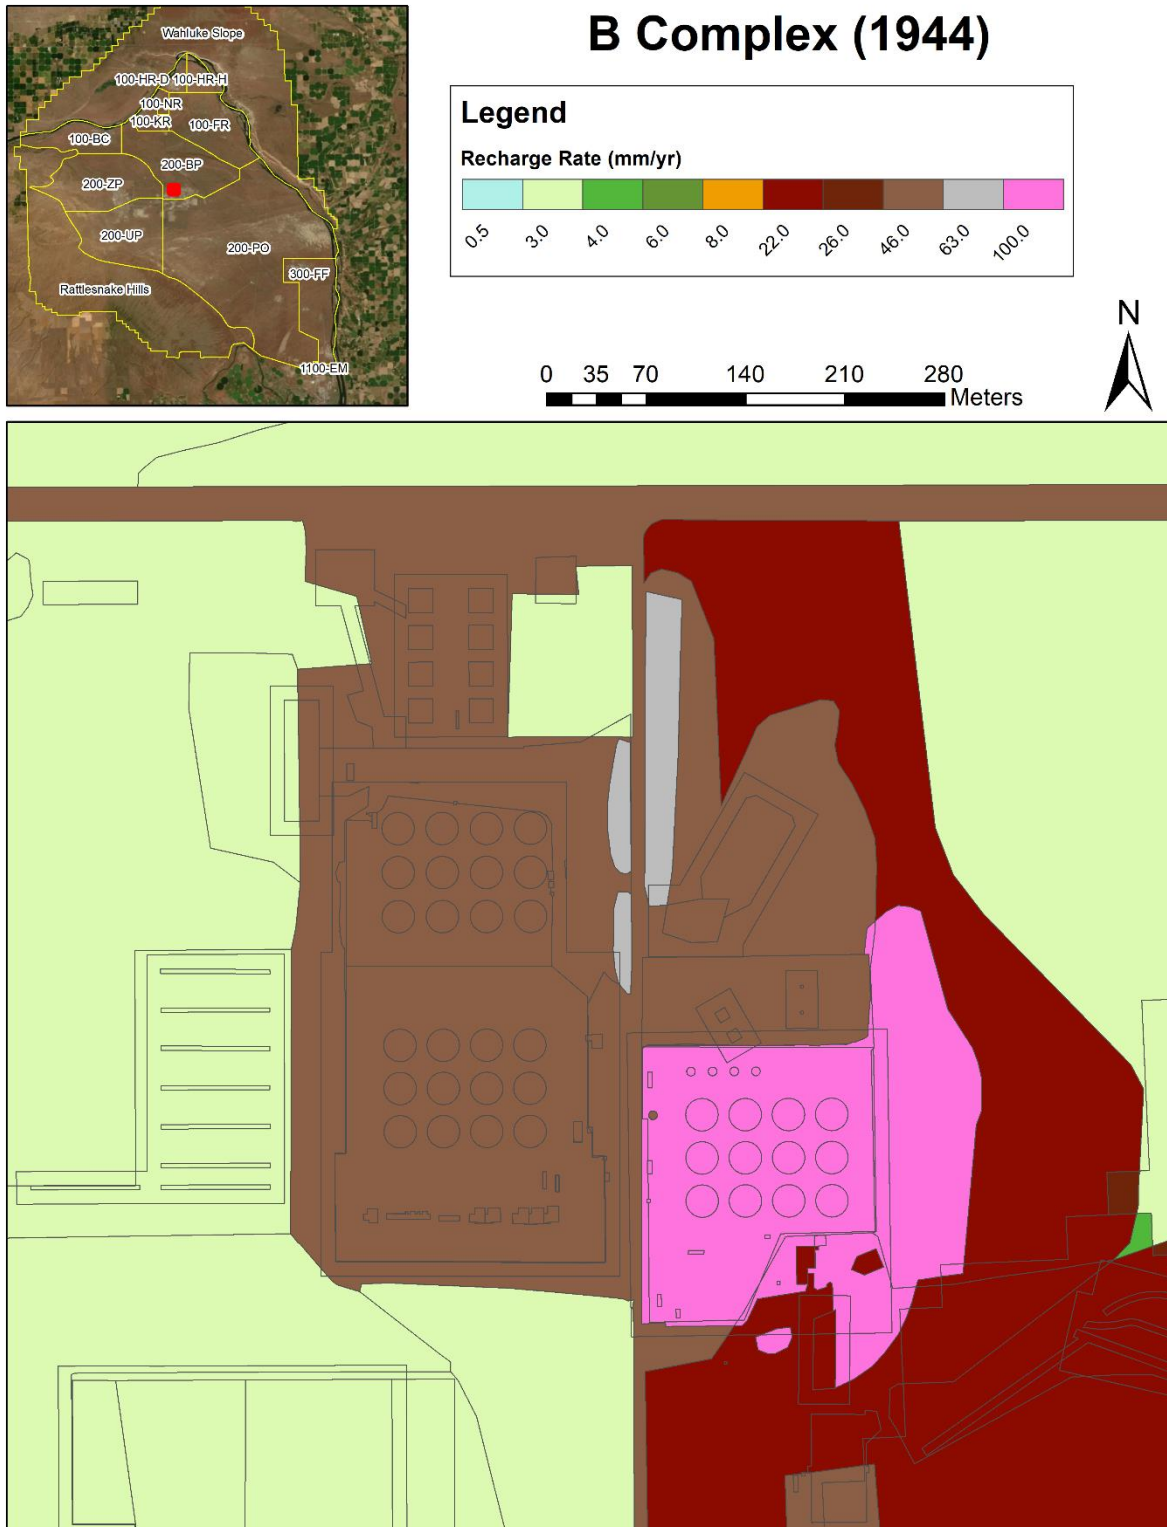 B Complex (1944)
Wahluke Slope
100-HR-D
100-HR-H
100-NR
100-KR
100-FR
100-BC
200-BP
200-ZP
200-UP
200-PO
300-FF
Rattlesnake Hills
1100-EM
Legend
Recharge Rate (mm/yr)
0.5 3.0 4.0 6.0 8.0 22.0 26.0 46.0 63.0 100.0
N
0 35 70 140 210 280
Meters